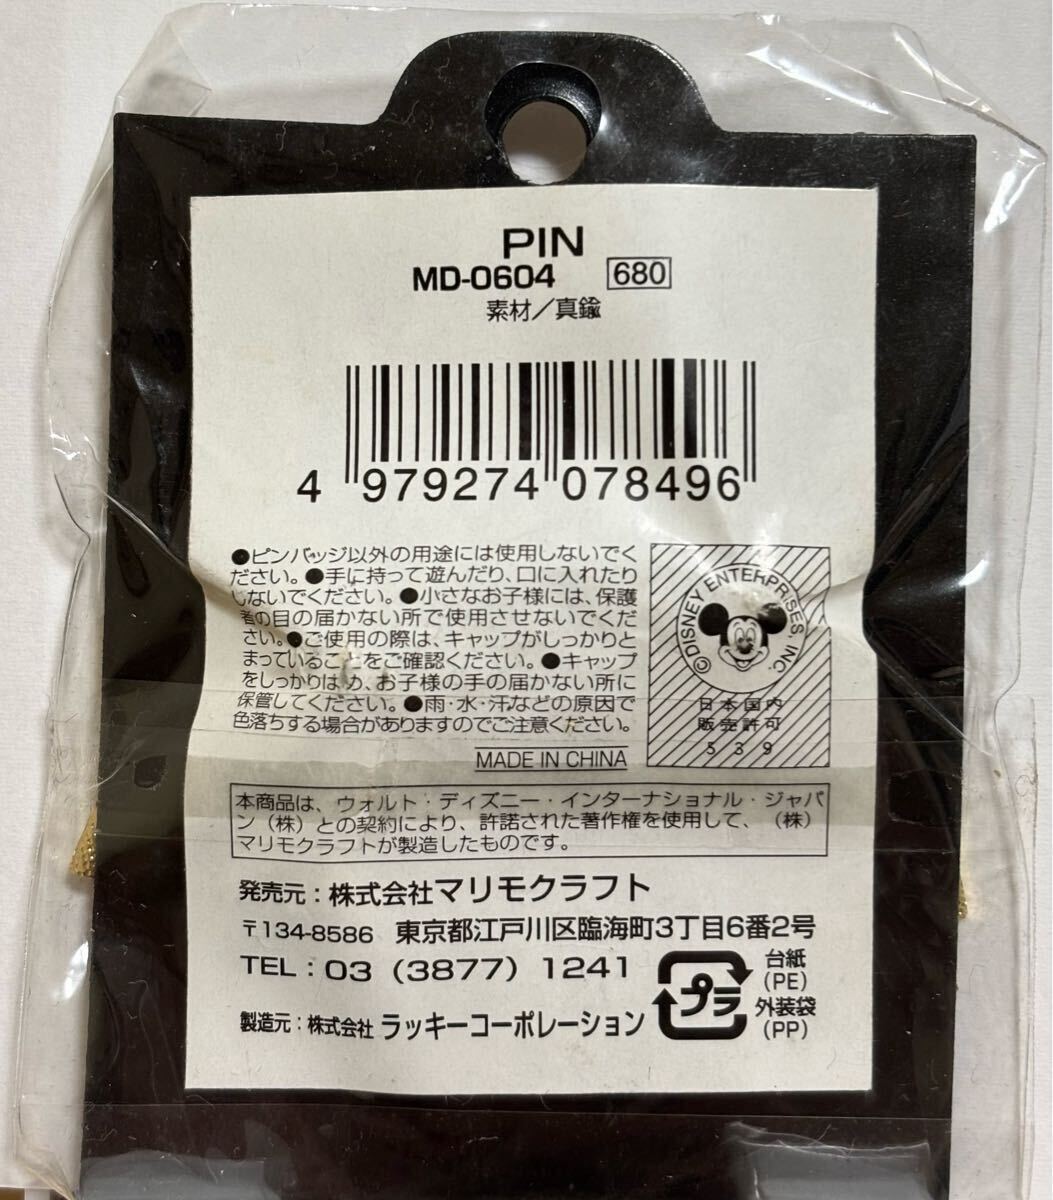 PIN
MD-0604 680
素材/真鍮
4 979274 078496
●ピンバッジ以外の用途には使用しないでく
ださい。●手に持って遊んだり、口に入れたり
しないでください。●小さなお子様には、保護
者の目の届かない所で使用させないでくだ
さい。●ご使用の際は、キャップがしっかりと
まっていることをご確認ください。●キャップ
をしっかりはめ、お子様の手の届かない所に
保管してください。●雨・水・汗などの原因で
色落ちする場合がありますのでご注意ください。
©DISNEY ENTERPRISES, INC.
日本国内
販売許可
539
MADE IN CHINA
本商品は、ウォルト・ディズニー・インターナショナル・ジャパ
ン(株)との契約により、許諾された著作権を使用して、(株)
マリモクラフトが製造したものです。
発売元:株式会社マリモクラフト
〒134-8586 東京都江戸川区臨海町3丁目6番2号
TEL:03(3877)1241
製造元:株式会社 ラッキーコーポレーション
プラ
台紙
(PE)
外装袋
(PP)